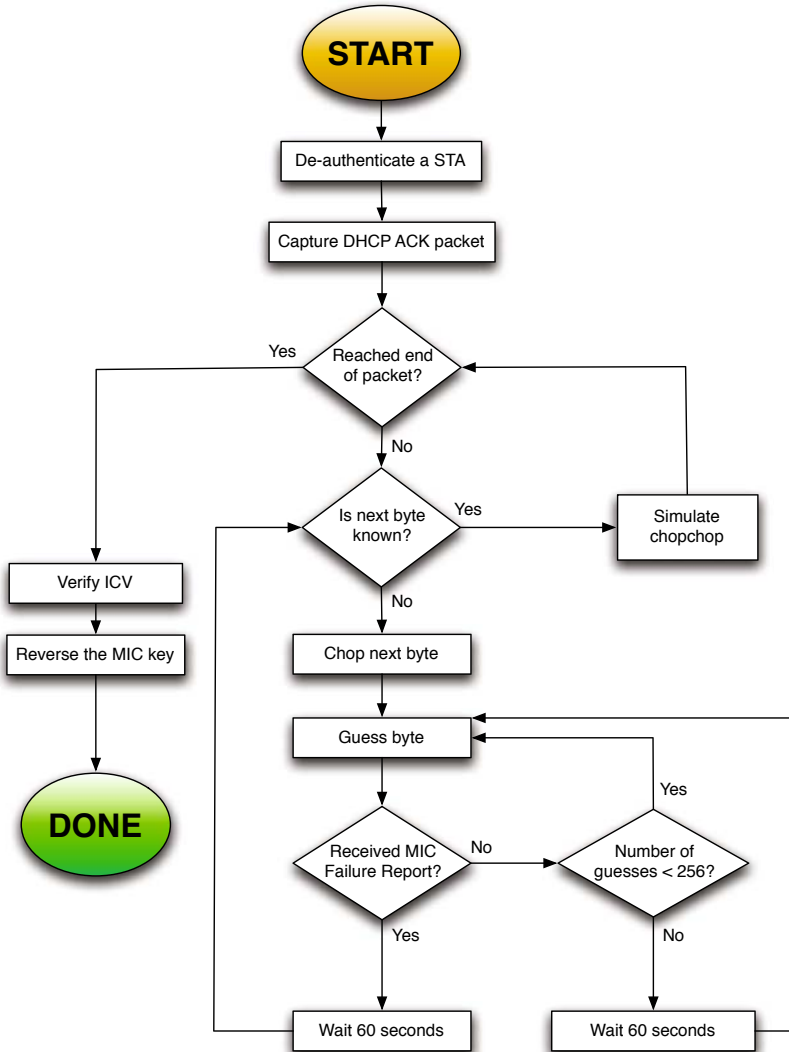 START
De-authenticate a STA
Capture DHCP ACK packet
Yes
Reached end
of packet?
No
Is next byte
known?
Yes
Simulate
chopchop
Verify ICV
No
Reverse the MIC key
Chop next byte
Guess byte
Yes
DONE
Received MIC
Failure Report?
No
Number of
guesses < 256?
Yes
No
Wait 60 seconds
Wait 60 seconds